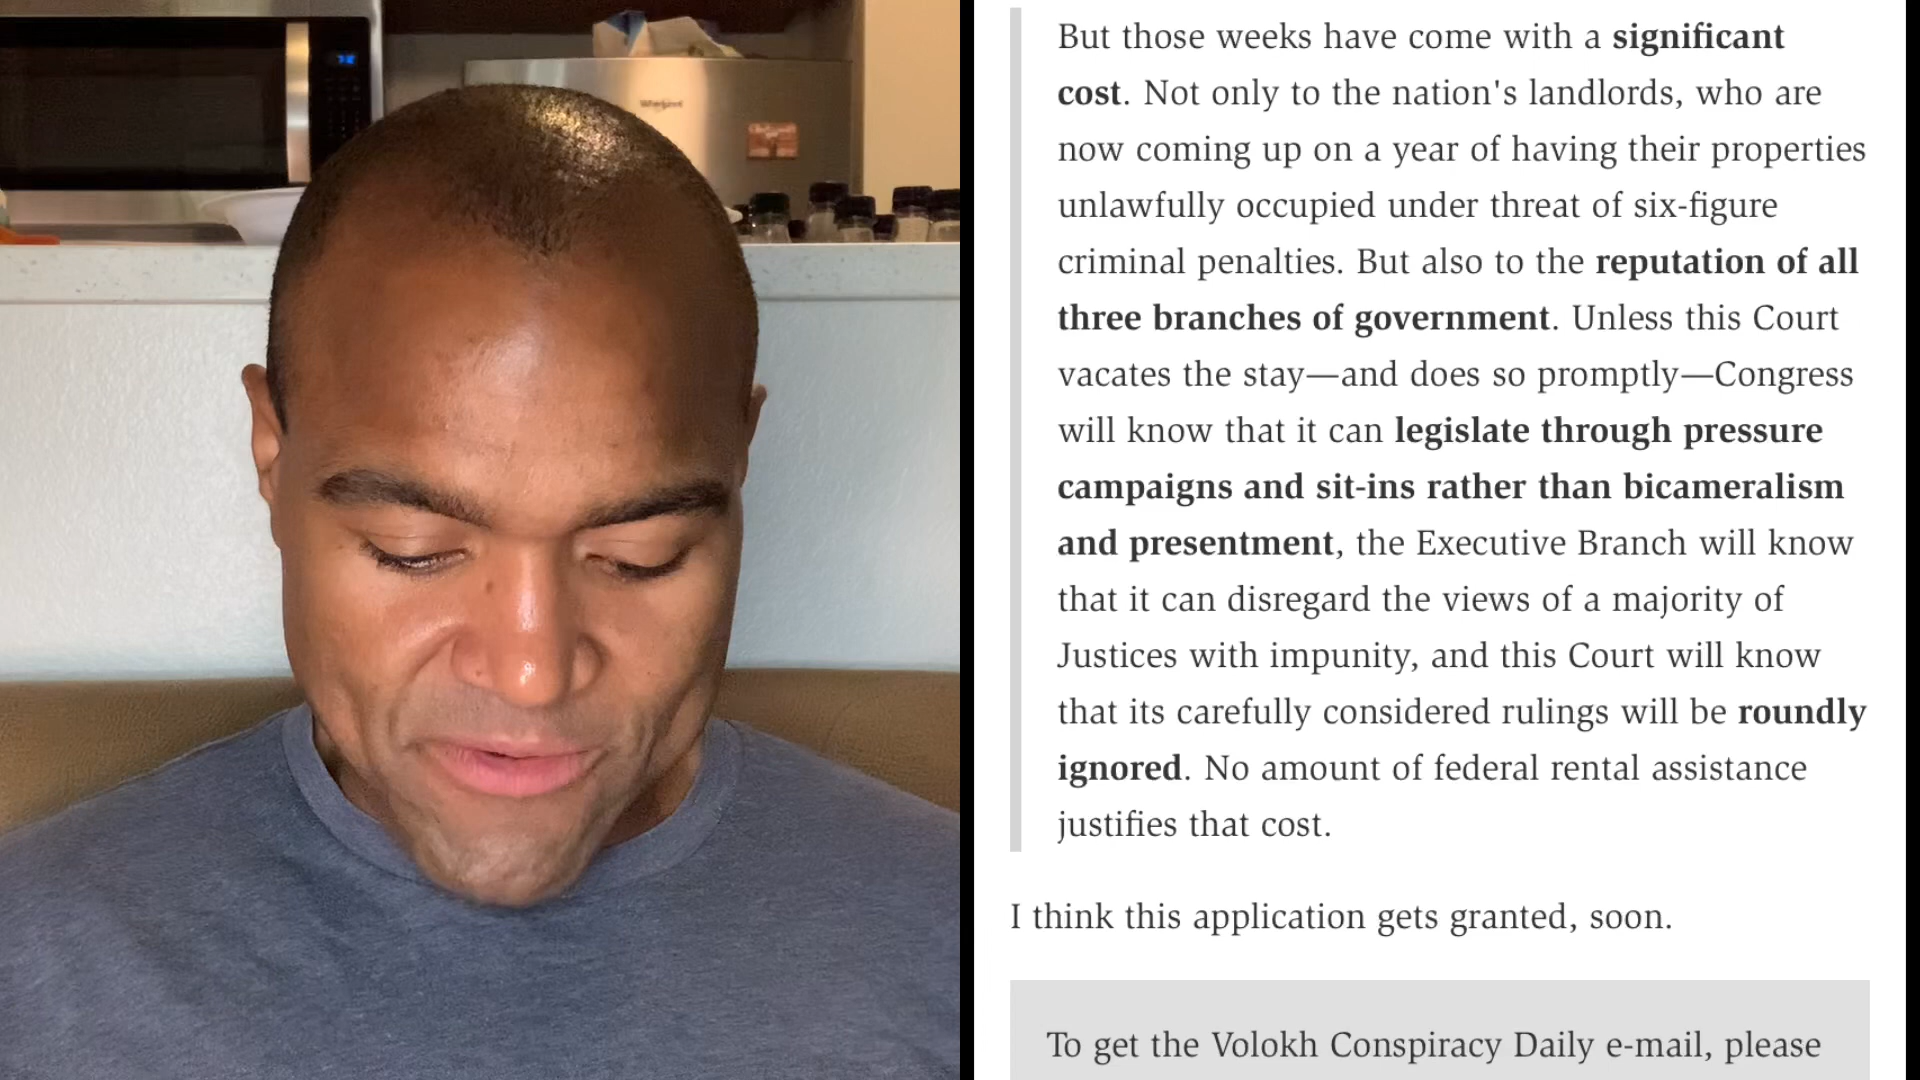 Whirlpool
But those weeks have come with a significant
cost. Not only to the nation's landlords, who are
now coming up on a year of having their properties
unlawfully occupied under threat of six-figure
criminal penalties. But also to the reputation of all
three branches of government. Unless this Court
vacates the stay—and does so promptly—Congress
will know that it can legislate through pressure
campaigns and sit-ins rather than bicameralism
and presentment, the Executive Branch will know
that it can disregard the views of a majority of
Justices with impunity, and this Court will know
that its carefully considered rulings will be roundly
ignored. No amount of federal rental assistance
justifies that cost.
I think this application gets granted, soon.
To get the Volokh Conspiracy Daily e-mail, please